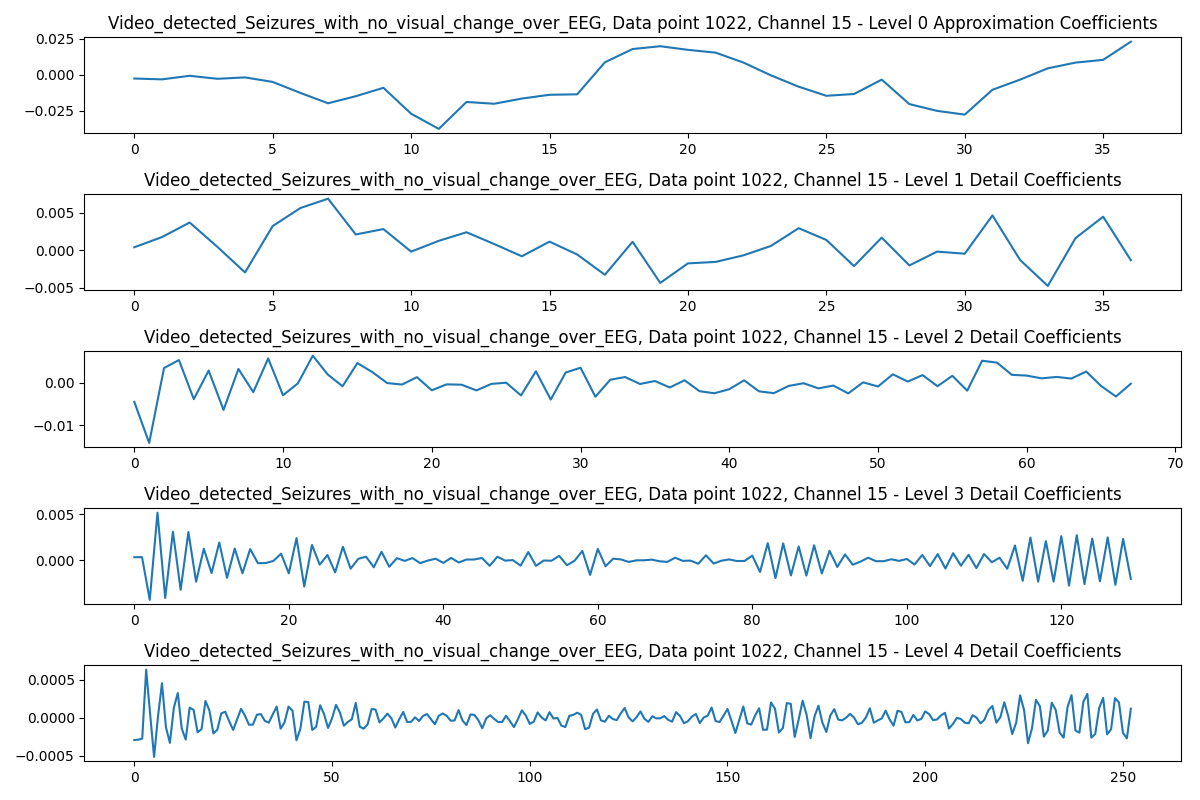 Video_detected_Seizures_with_no_visual_change_over_EEG, Data point 1022, Channel 15 - Level 0 Approximation Coefficients
0.025
0.000
−0.025
0 5 10 15 20 25 30 35
Video_detected_Seizures_with_no_visual_change_over_EEG, Data point 1022, Channel 15 - Level 1 Detail Coefficients
0.005
0.000
−0.005
0 5 10 15 20 25 30 35
Video_detected_Seizures_with_no_visual_change_over_EEG, Data point 1022, Channel 15 - Level 2 Detail Coefficients
0.00
−0.01
0 10 20 30 40 50 60 70
Video_detected_Seizures_with_no_visual_change_over_EEG, Data point 1022, Channel 15 - Level 3 Detail Coefficients
0.005
0.000
0 20 40 60 80 100 120
Video_detected_Seizures_with_no_visual_change_over_EEG, Data point 1022, Channel 15 - Level 4 Detail Coefficients
0.0005
0.0000
−0.0005
0 50 100 150 200 250